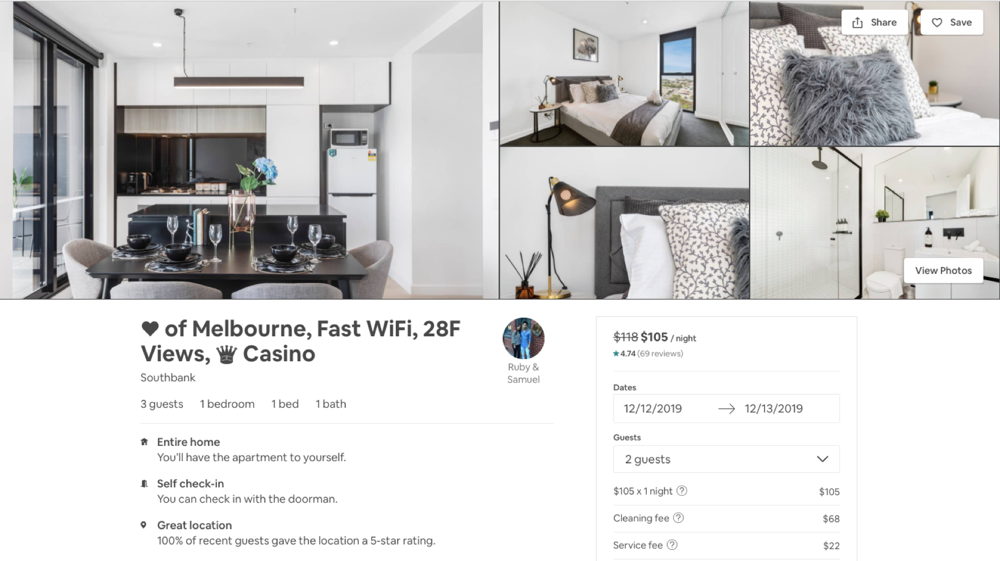 Share
Save
View Photos
♥ of Melbourne, Fast WiFi, 28F
Views, ♛ Casino
Southbank
3 guests 1 bedroom 1 bed 1 bath
Entire home
You'll have the apartment to yourself.
Self check-in
You can check in with the doorman.
Great location
100% of recent guests gave the location a 5-star rating.
Ruby &
Samuel
$118 $105 / night
★ 4.74 (69 reviews)
Dates
12/12/2019 → 12/13/2019
Guests
2 guests
$105 x 1 night ? $105
Cleaning fee ? $68
Service fee ? $22